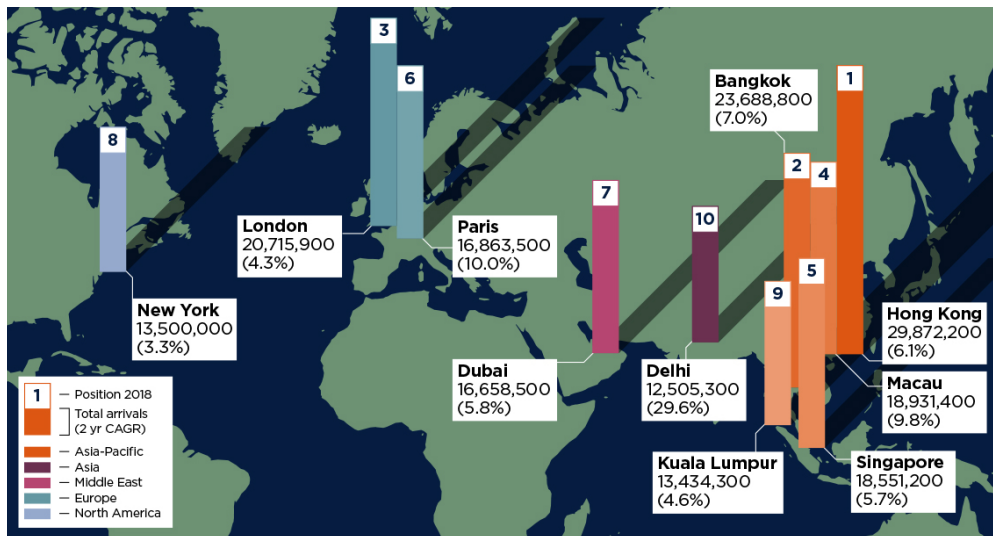 3
6
1
Bangkok
23,688,800
(7.0%)
8
2
4
7
10
London
20,715,900
(4.3%)
Paris
16,863,500
(10.0%)
5
9
New York
13,500,000
(3.3%)
Hong Kong
29,872,200
(6.1%)
Dubai
16,658,500
(5.8%)
Delhi
12,505,300
(29.6%)
Macau
18,931,400
(9.8%)
Kuala Lumpur
13,434,300
(4.6%)
Singapore
18,551,200
(5.7%)
1 – Position 2018
Total arrivals
(2 yr CAGR)
– Asia-Pacific
– Asia
– Middle East
– Europe
– North America